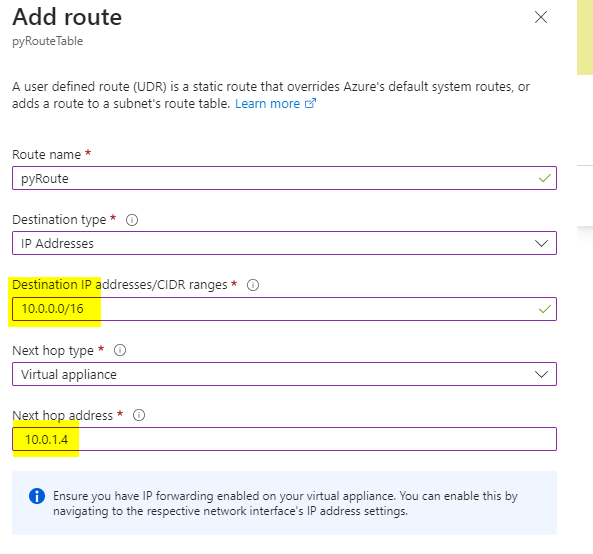 Add route
pyRouteTable
A user defined route (UDR) is a static route that overrides Azure's default system routes, or
adds a route to a subnet's route table. Learn more
Route name *
pyRoute
Destination type *
IP Addresses
Destination IP addresses/CIDR ranges *
10.0.0.0/16
Next hop type *
Virtual appliance
Next hop address *
10.0.1.4
Ensure you have IP forwarding enabled on your virtual appliance. You can enable this by
navigating to the respective network interface's IP address settings.